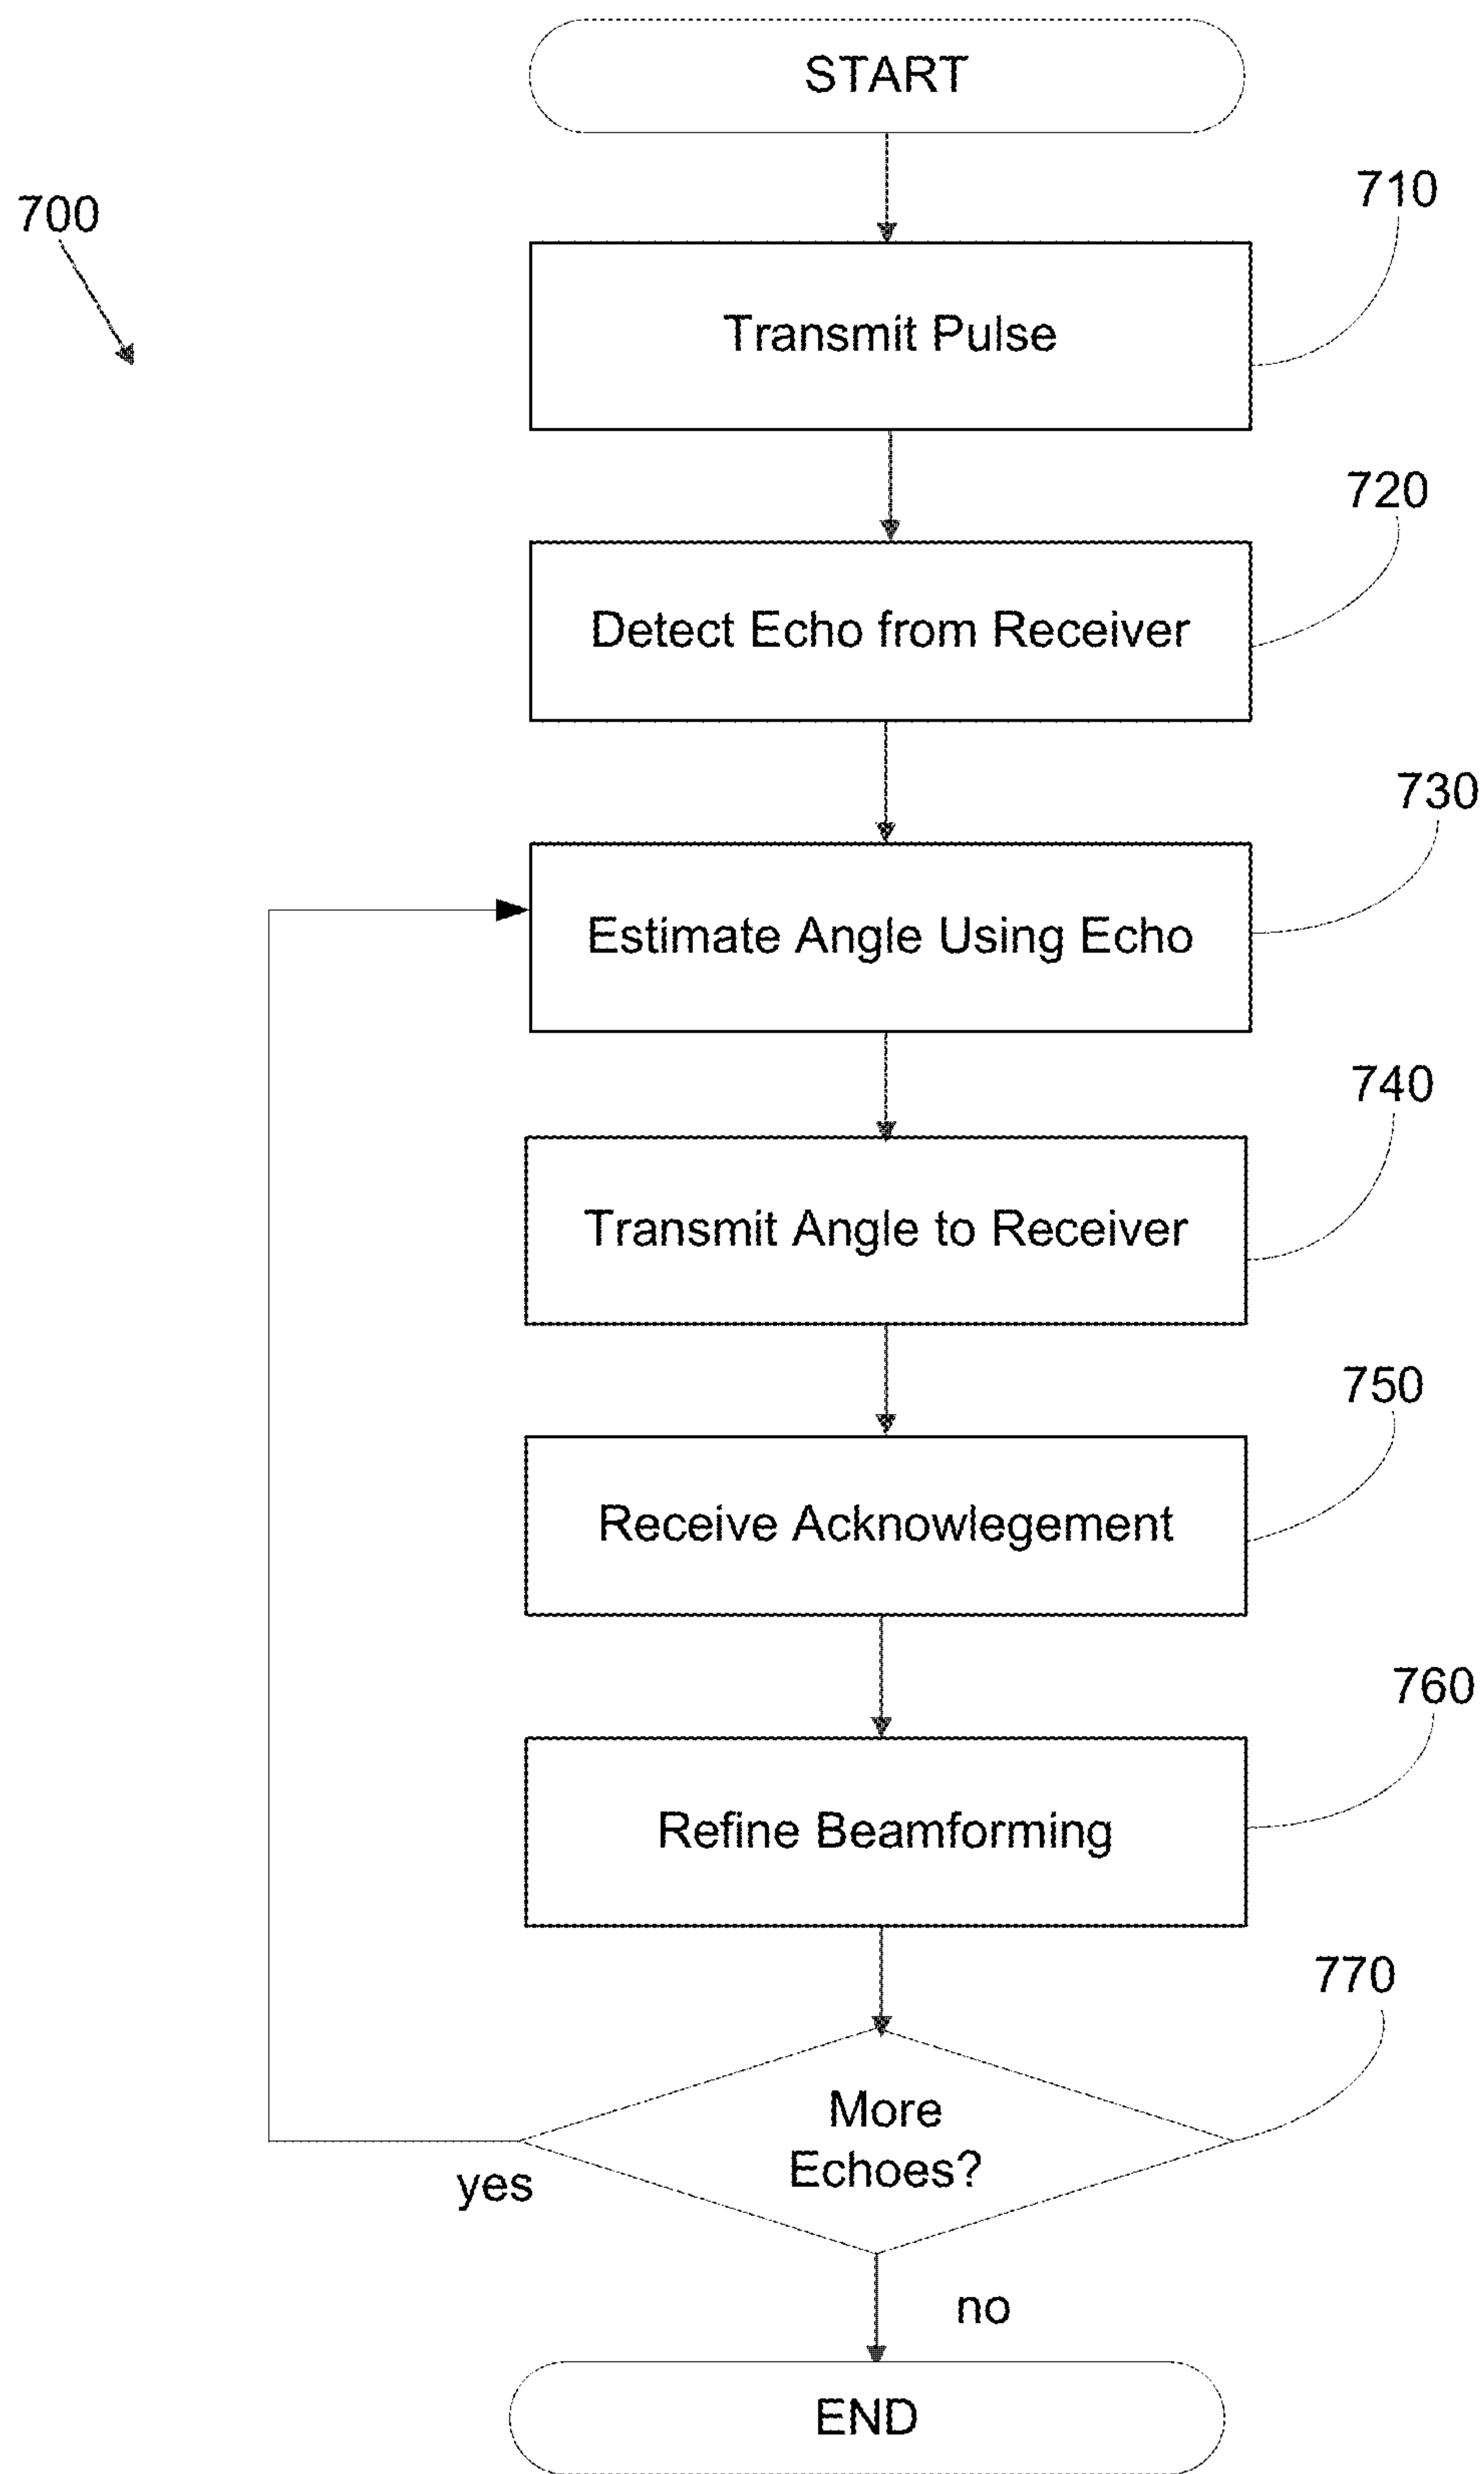 START
700
710
Transmit Pulse
720
Detect Echo from Receiver
730
Estimate Angle Using Echo
740
Transmit Angle to Receiver
750
Receive Acknowlegement
760
Refine Beamforming
770
More
Echoes?
yes
no
END